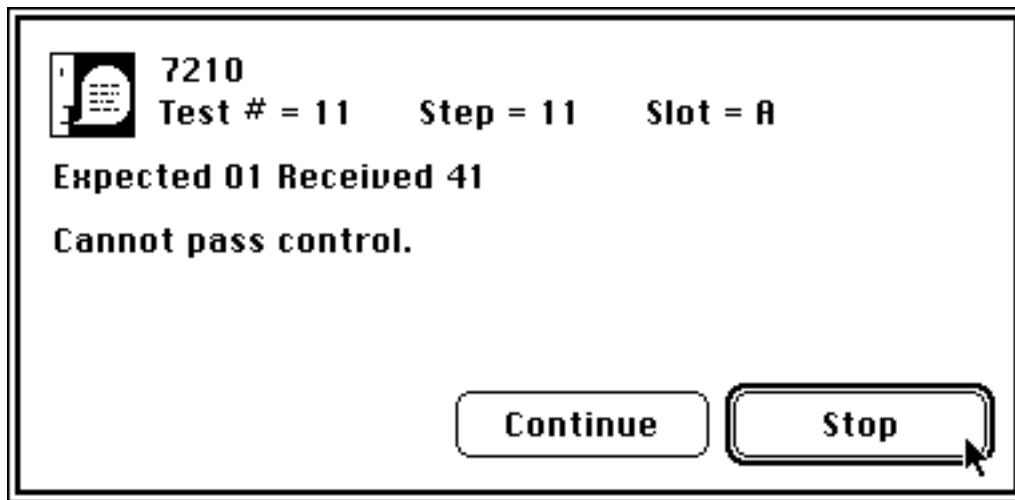 7210
Test # = 11 Step = 11 Slot = A
Expected 01 Received 41
Cannot pass control.
Continue Stop